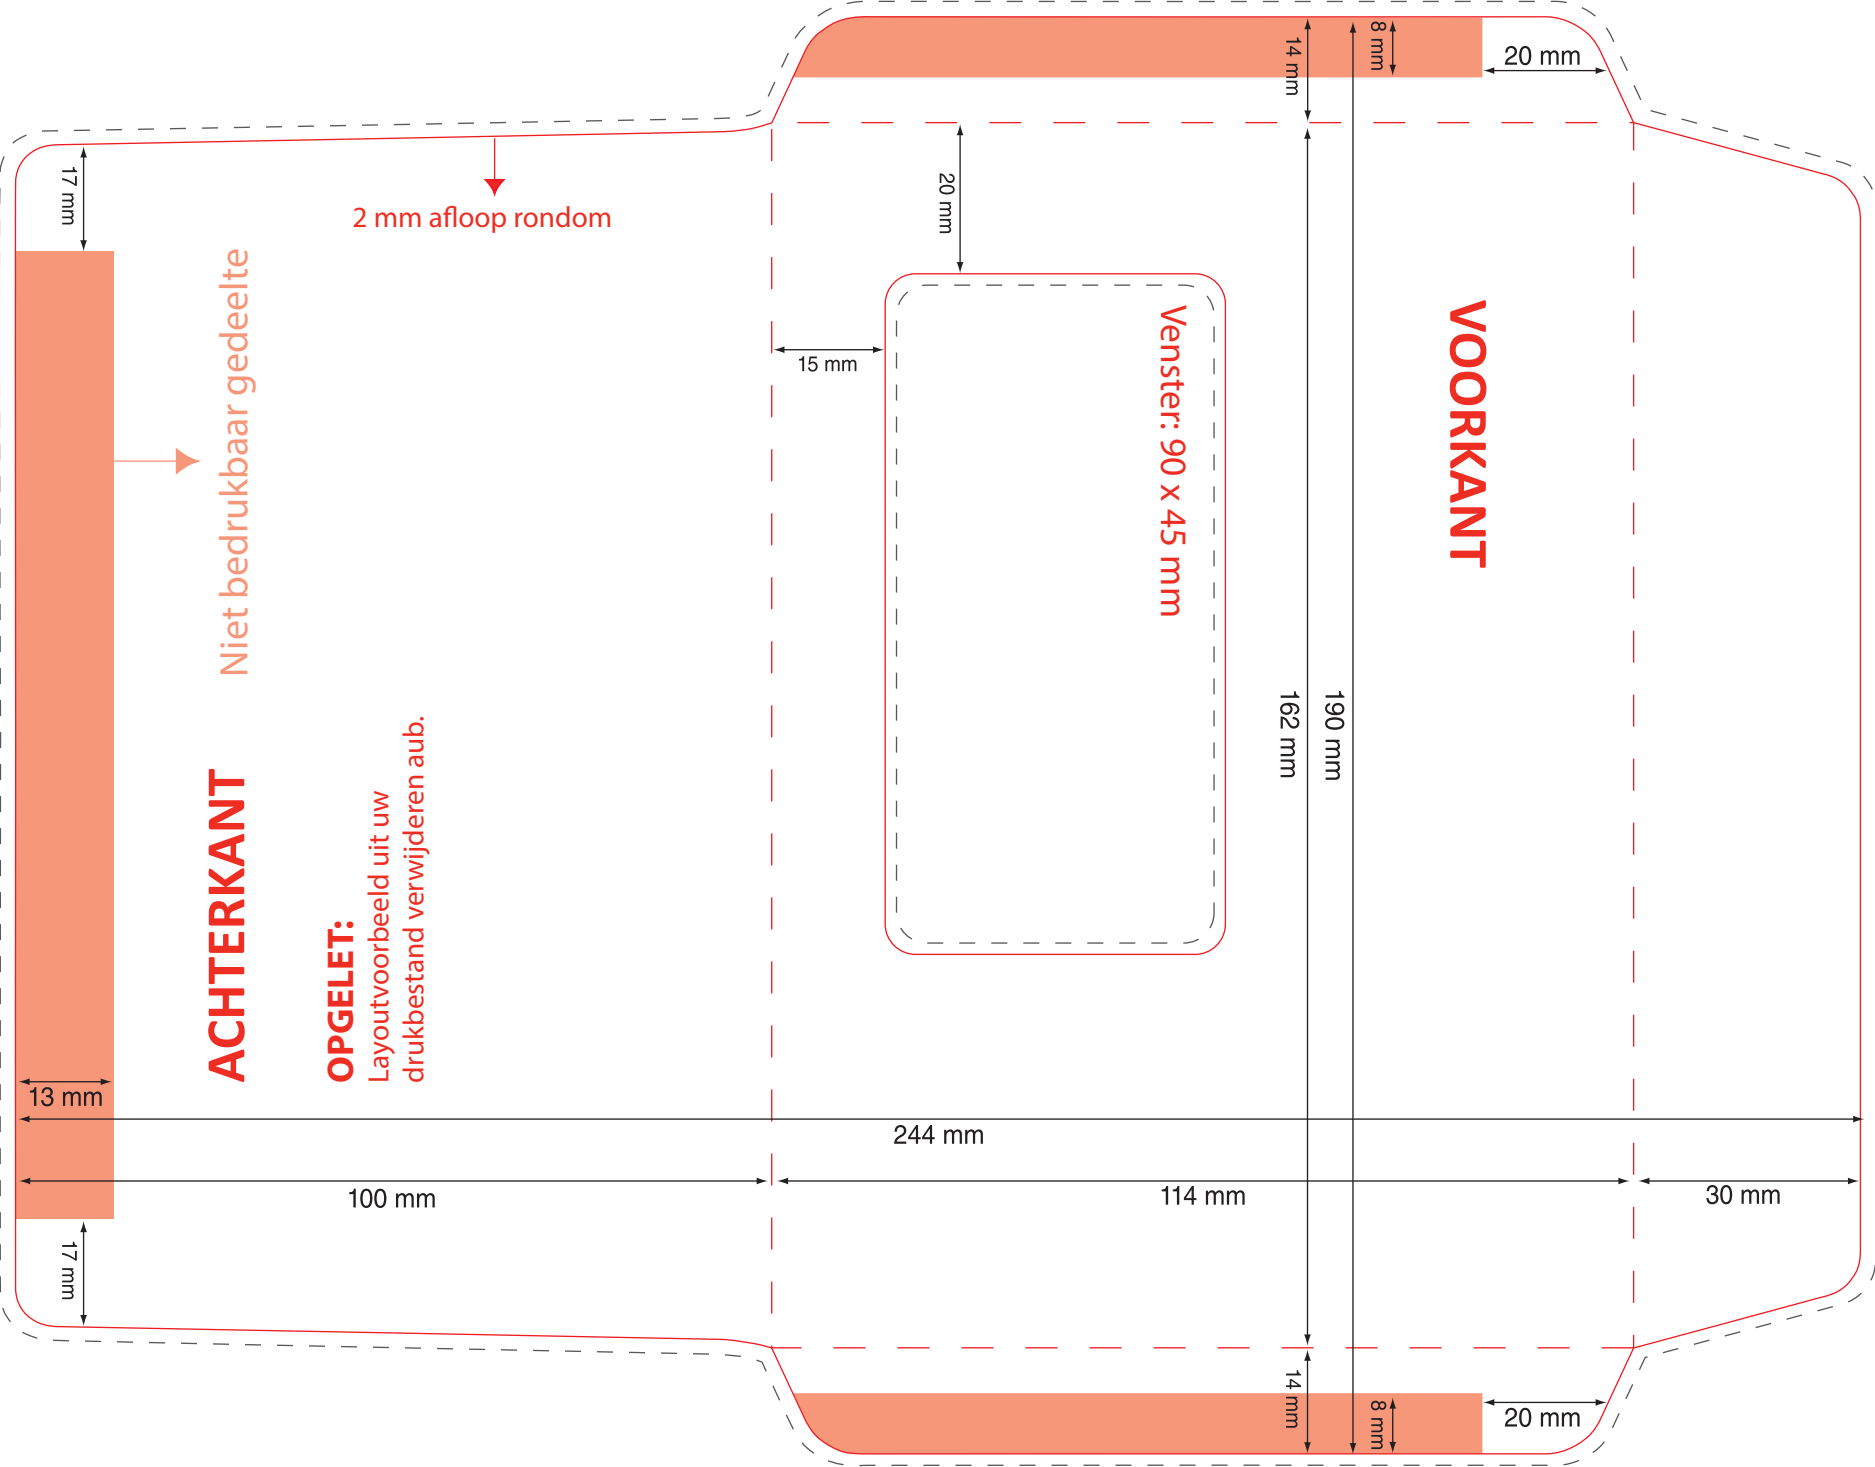 14 mm
8 mm
20 mm
17 mm
2 mm afloop rondom
20 mm
15 mm
Niet bedrukbaar gedeelte
Venster: 90 x 45 mm
VOORKANT
162 mm
190 mm
ACHTERKANT
OPGELET:
Layoutvoorbeeld uit uw
drukbestand verwijderen aub.
13 mm
244 mm
100 mm
114 mm
30 mm
17 mm
14 mm
8 mm
20 mm